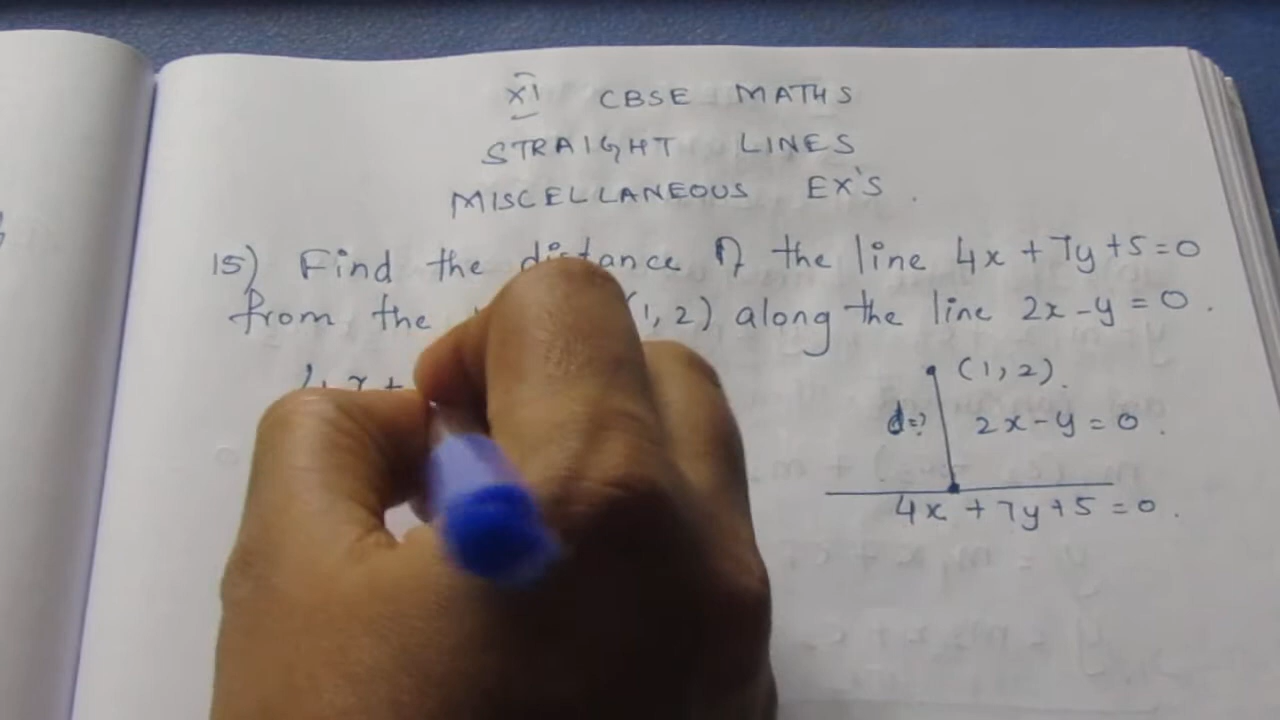 XI CBSE MATHS
STRAIGHT LINES
MISCELLANEOUS EX'S.
15) Find the distance of the line 4x + 7y + 5 = 0
from the (1, 2) along the line 2x - y = 0.
4x +
(1, 2).
d=? 2x - y = 0.
4x + 7y + 5 = 0.